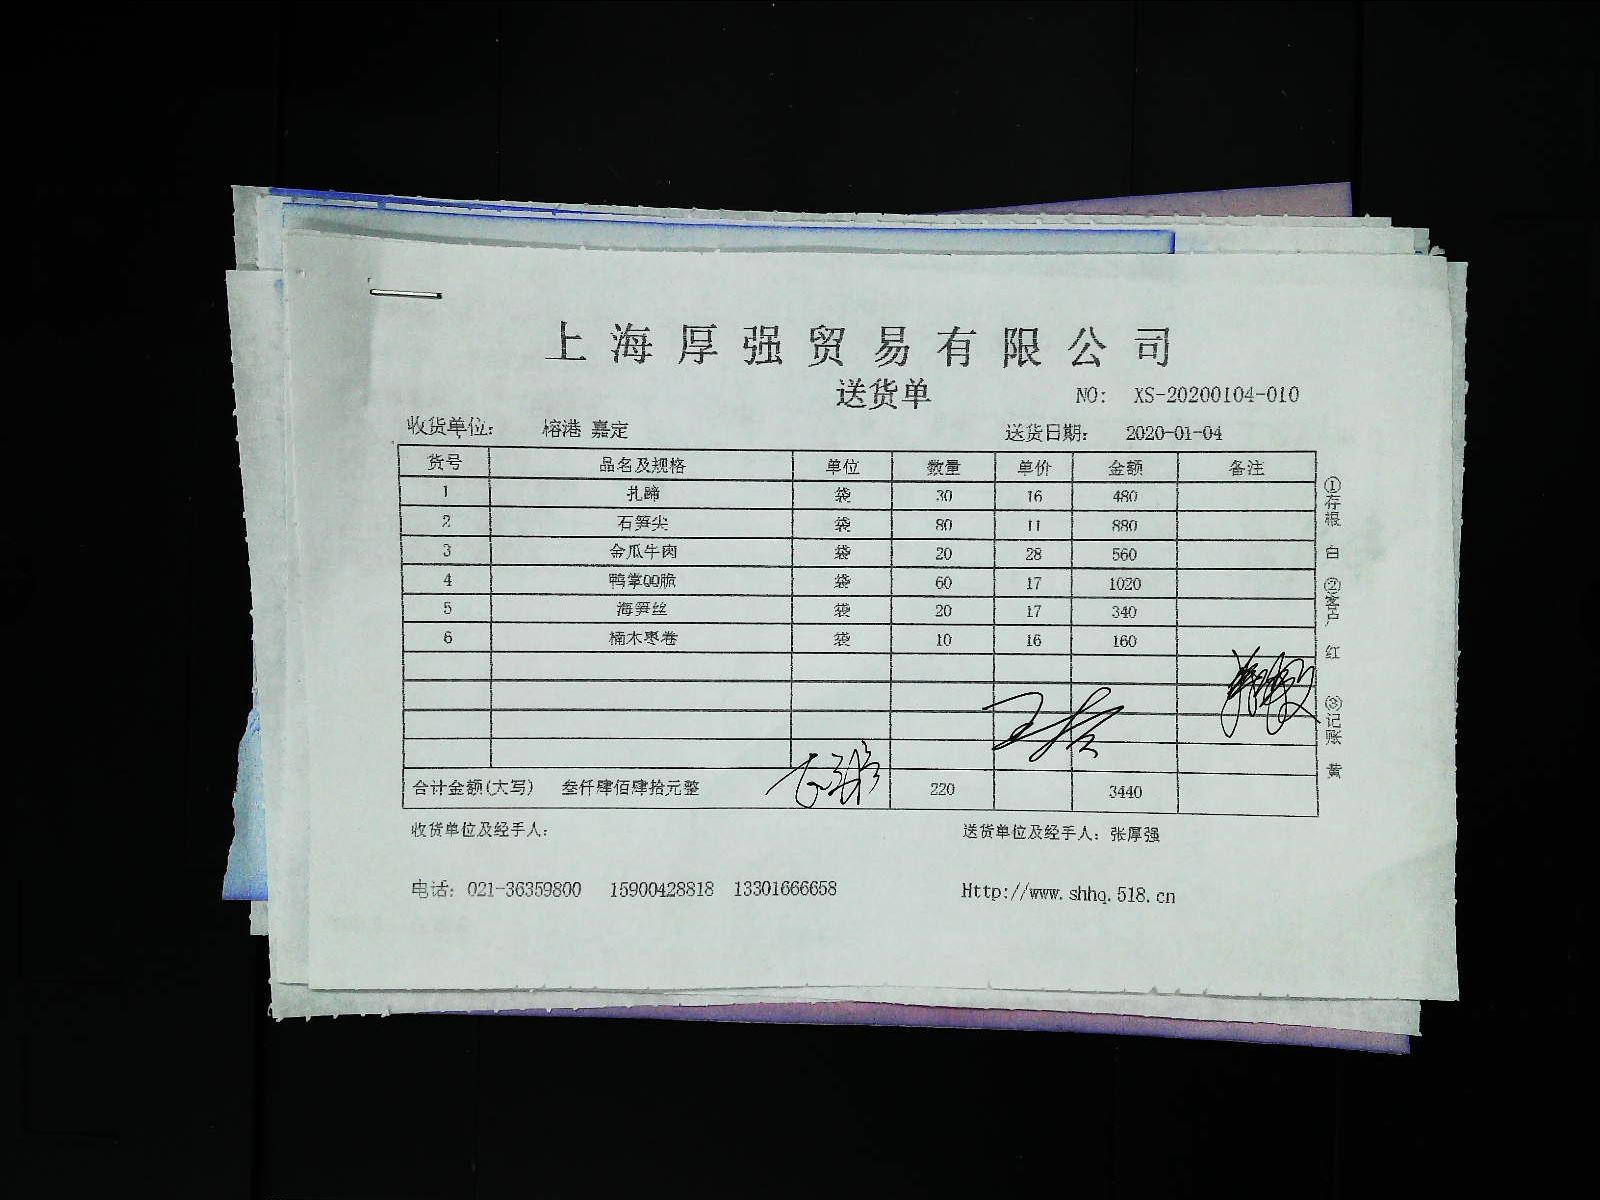 上海厚强贸易有限公司
送货单 NO: XS-20200104-010
收货单位: 榕港 嘉定 送货日期: 2020-01-04
货号 品名及规格 单位 数量 单价 金额 备注
1 扎蹄 袋 30 16 480
2 石笋尖 袋 80 11 880
3 金瓜牛肉 袋 20 28 560
4 鸭掌QQ脆 袋 60 17 1020
5 海笋丝 袋 20 17 340
6 楠木枣卷 袋 10 16 160
合计金额(大写) 叁仟肆佰肆拾元整 220 3440
收货单位及经手人: 送货单位及经手人: 张厚强
电话: 021-36359800 15900428818 13301666658 Http://www.shhq.518.cn
①存根 白 ②客户 红 ③记账 黄